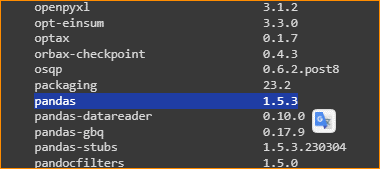 openpyxl 3.1.2
opt-einsum 3.3.0
optax 0.1.7
orbax-checkpoint 0.4.3
osqp 0.6.2.post8
packaging 23.2
pandas 1.5.3
pandas-datareader 0.10.0
pandas-gbq 0.17.9
pandas-stubs 1.5.3.230304
pandocfilters 1.5.0